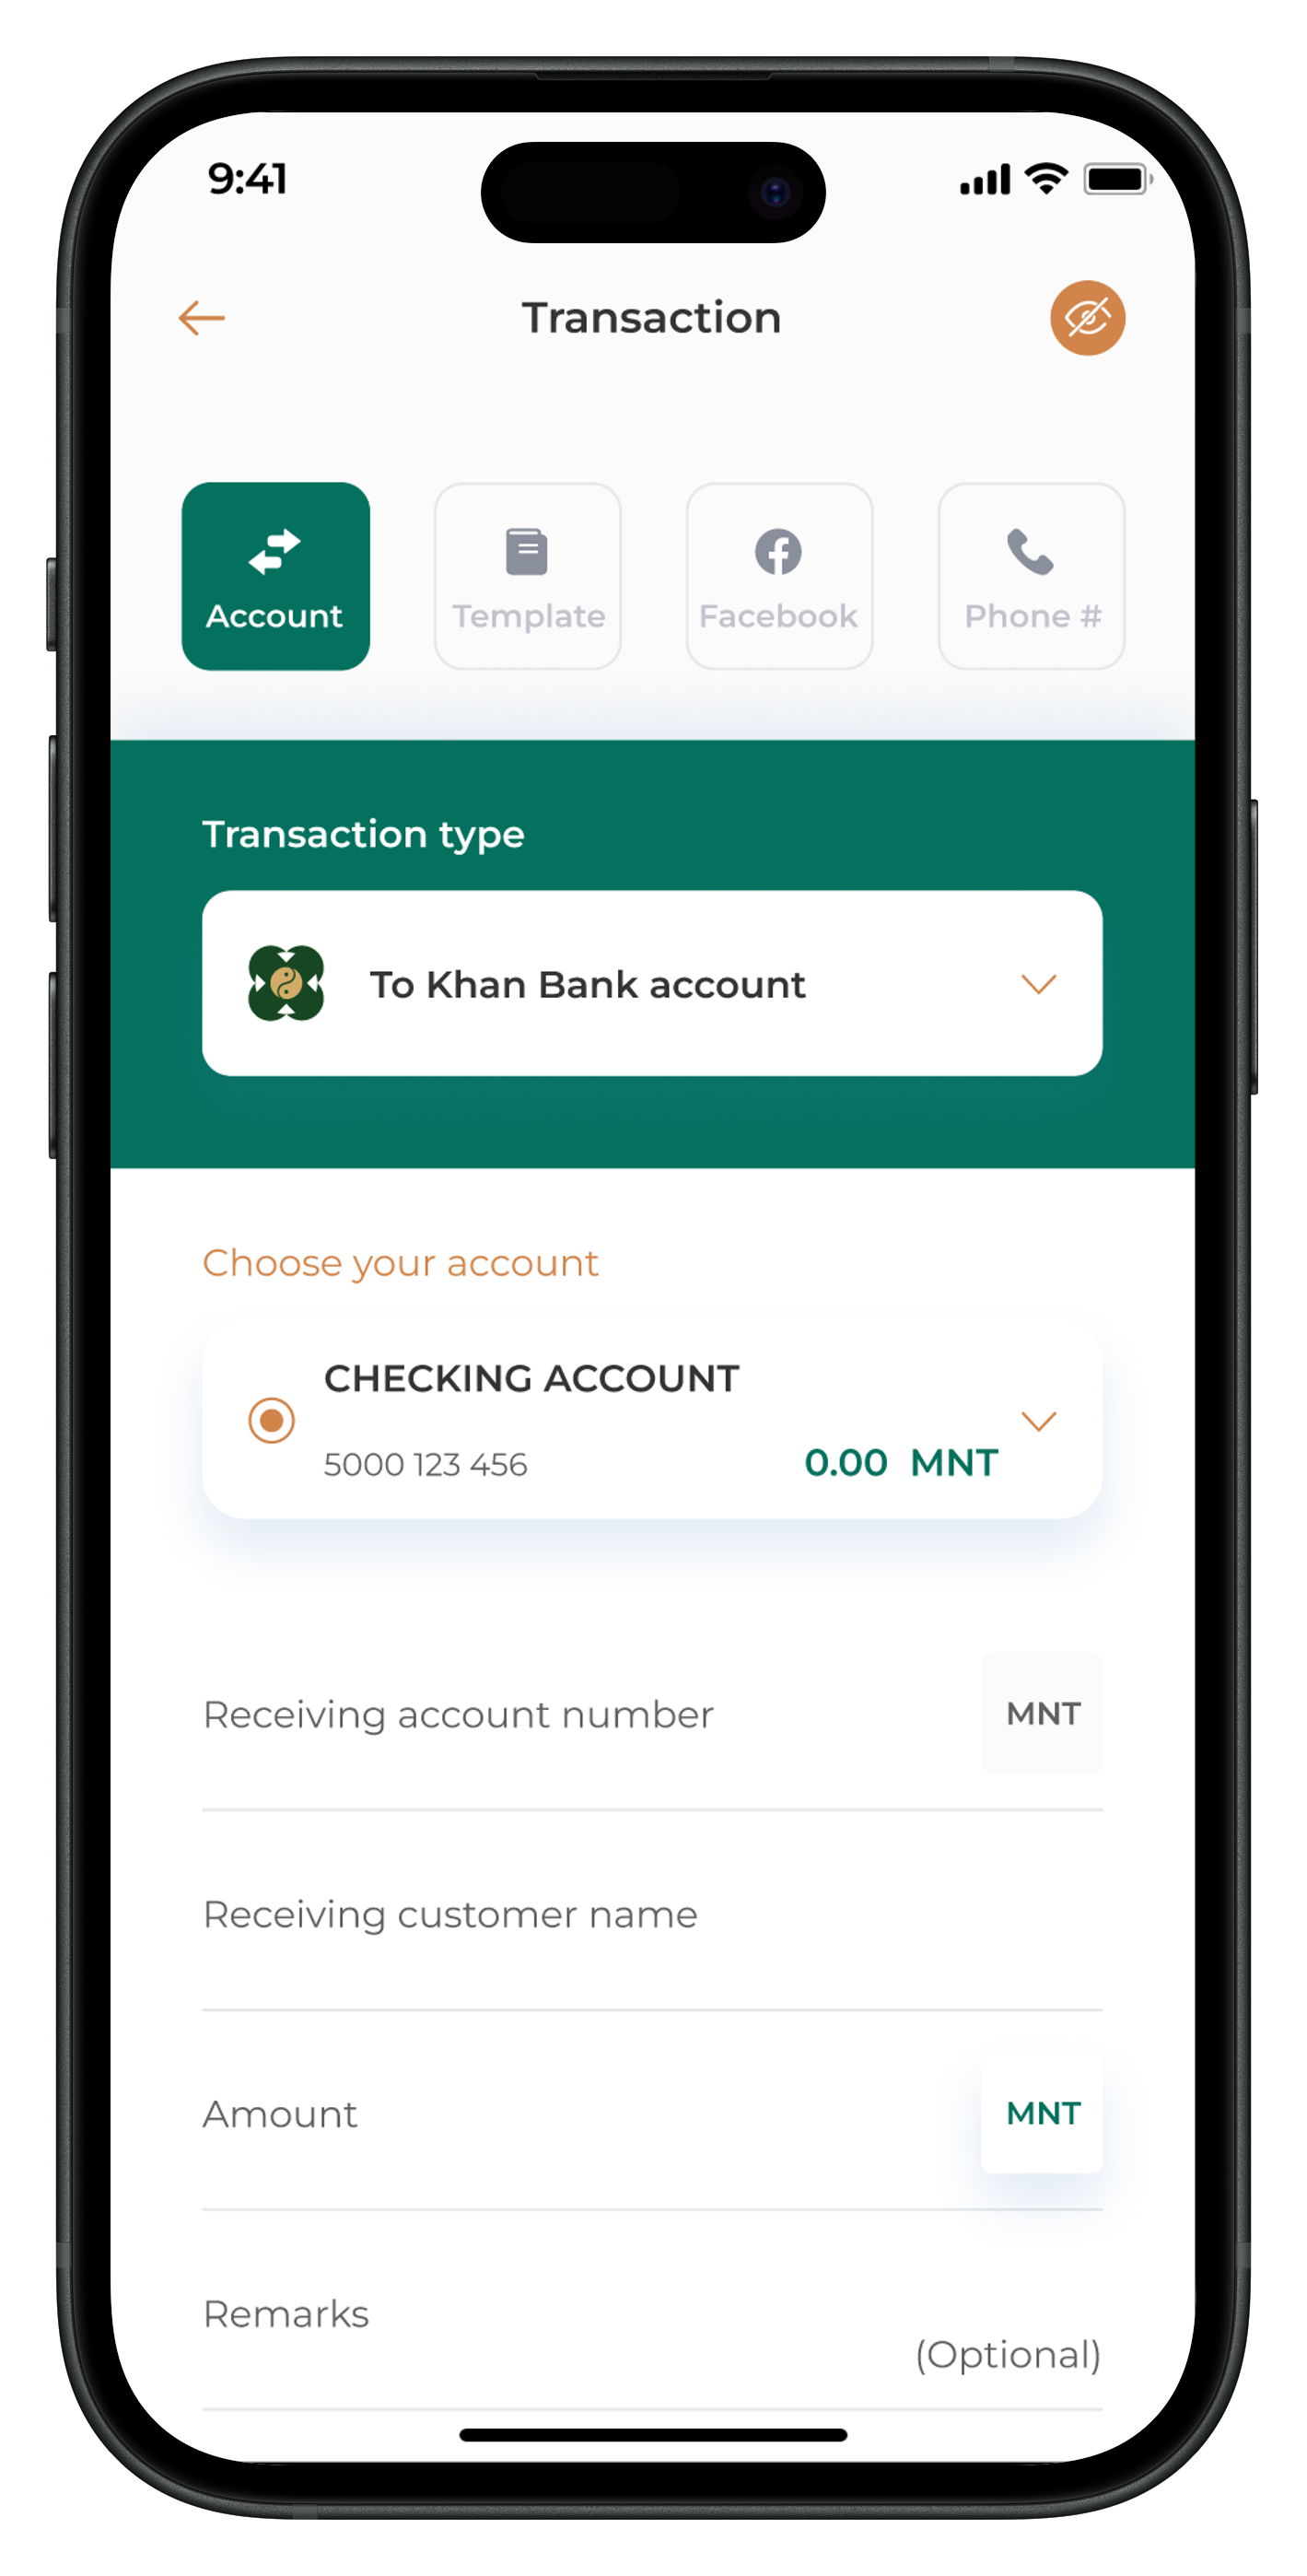 9:41
Transaction
Account
Template
Facebook
Phone #
Transaction type
To Khan Bank account
Choose your account
CHECKING ACCOUNT
5000 123 456 0.00 MNT
Receiving account number MNT
Receiving customer name
Amount MNT
Remarks
(Optional)